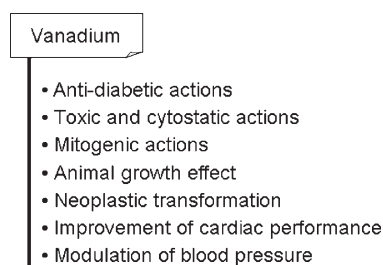 Vanadium
• Anti-diabetic actions
• Toxic and cytostatic actions
• Mitogenic actions
• Animal growth effect
• Neoplastic transformation
• Improvement of cardiac performance
• Modulation of blood pressure